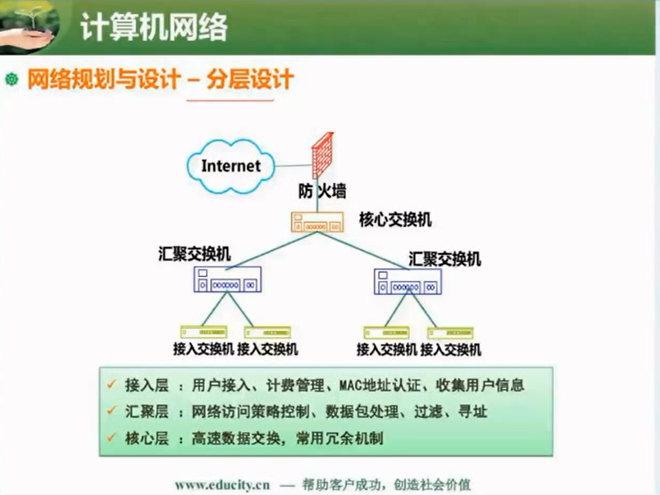 计算机网络
网络规划与设计 – 分层设计
Internet
防 火墙
核心交换机
汇聚交换机
汇聚交换机
接入交换机 接入交换机
接入交换机 接入交换机
✓ 接入层 ：用户接入、计费管理、MAC地址认证、收集用户信息
✓ 汇聚层 ：网络访问策略控制、数据包处理、过滤、寻址
✓ 核心层 ：高速数据交换，常用冗余机制
www.educity.cn — 帮助客户成功，创造社会价值